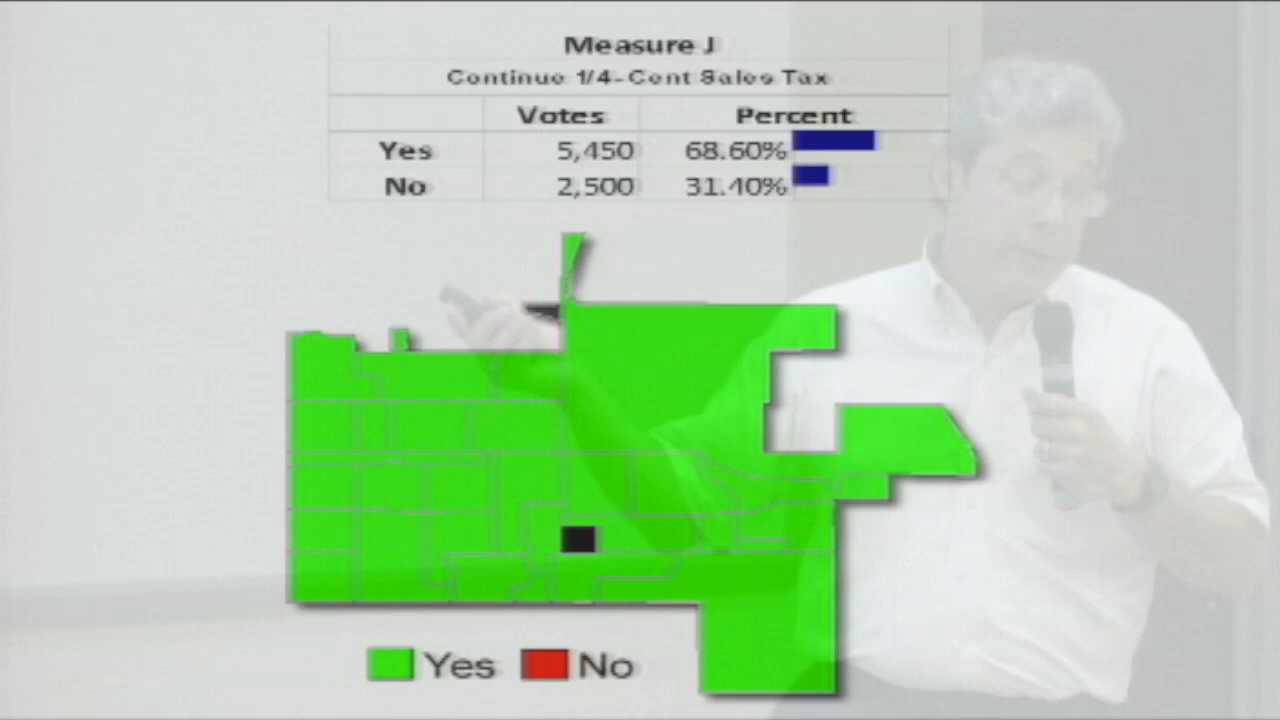 Measure J
Continue 1/4-Cent Sales Tax
Votes Percent
Yes 5,450 68.60%
No 2,500 31.40%
Yes No